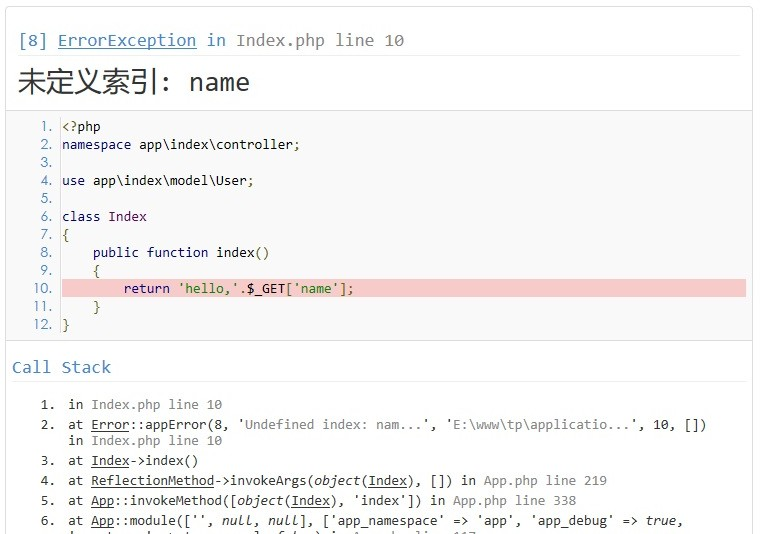 [8] ErrorException in Index.php line 10
未定义索引: name
1. <?php
2. namespace app\index\controller;
3.
4. use app\index\model\User;
5.
6. class Index
7. {
8.     public function index()
9.     {
10.         return 'hello,'.$_GET['name'];
11.     }
12. }
Call Stack
1. in Index.php line 10
2. at Error::appError(8, 'Undefined index: nam...', 'E:\www\tp\applicatio...', 10, [])
in Index.php line 10
3. at Index->index()
4. at ReflectionMethod->invokeArgs(object(Index), []) in App.php line 219
5. at App::invokeMethod([object(Index), 'index']) in App.php line 338
6. at App::module(['', null, null], ['app_namespace' => 'app', 'app_debug' => true,